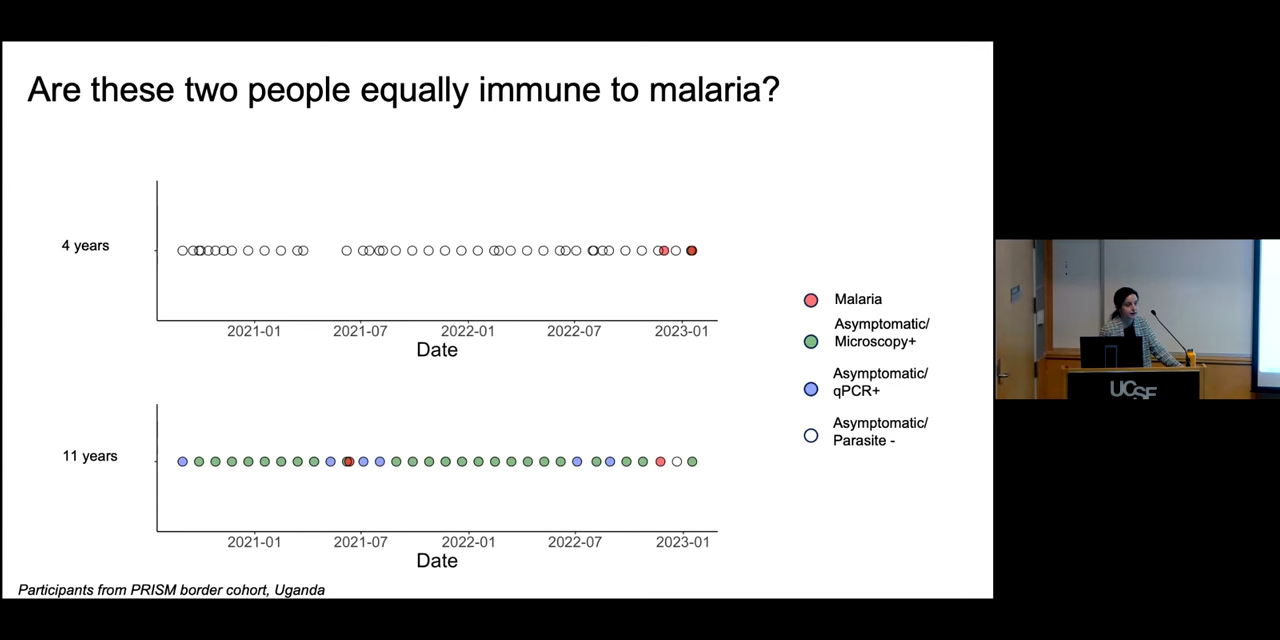 Are these two people equally immune to malaria?
4 years
2021-01 2021-07 2022-01 2022-07 2023-01
Date
Malaria
Asymptomatic/
Microscopy+
Asymptomatic/
qPCR+
Asymptomatic/
Parasite -
11 years
2021-01 2021-07 2022-01 2022-07 2023-01
Date
Participants from PRISM border cohort, Uganda
UCSF